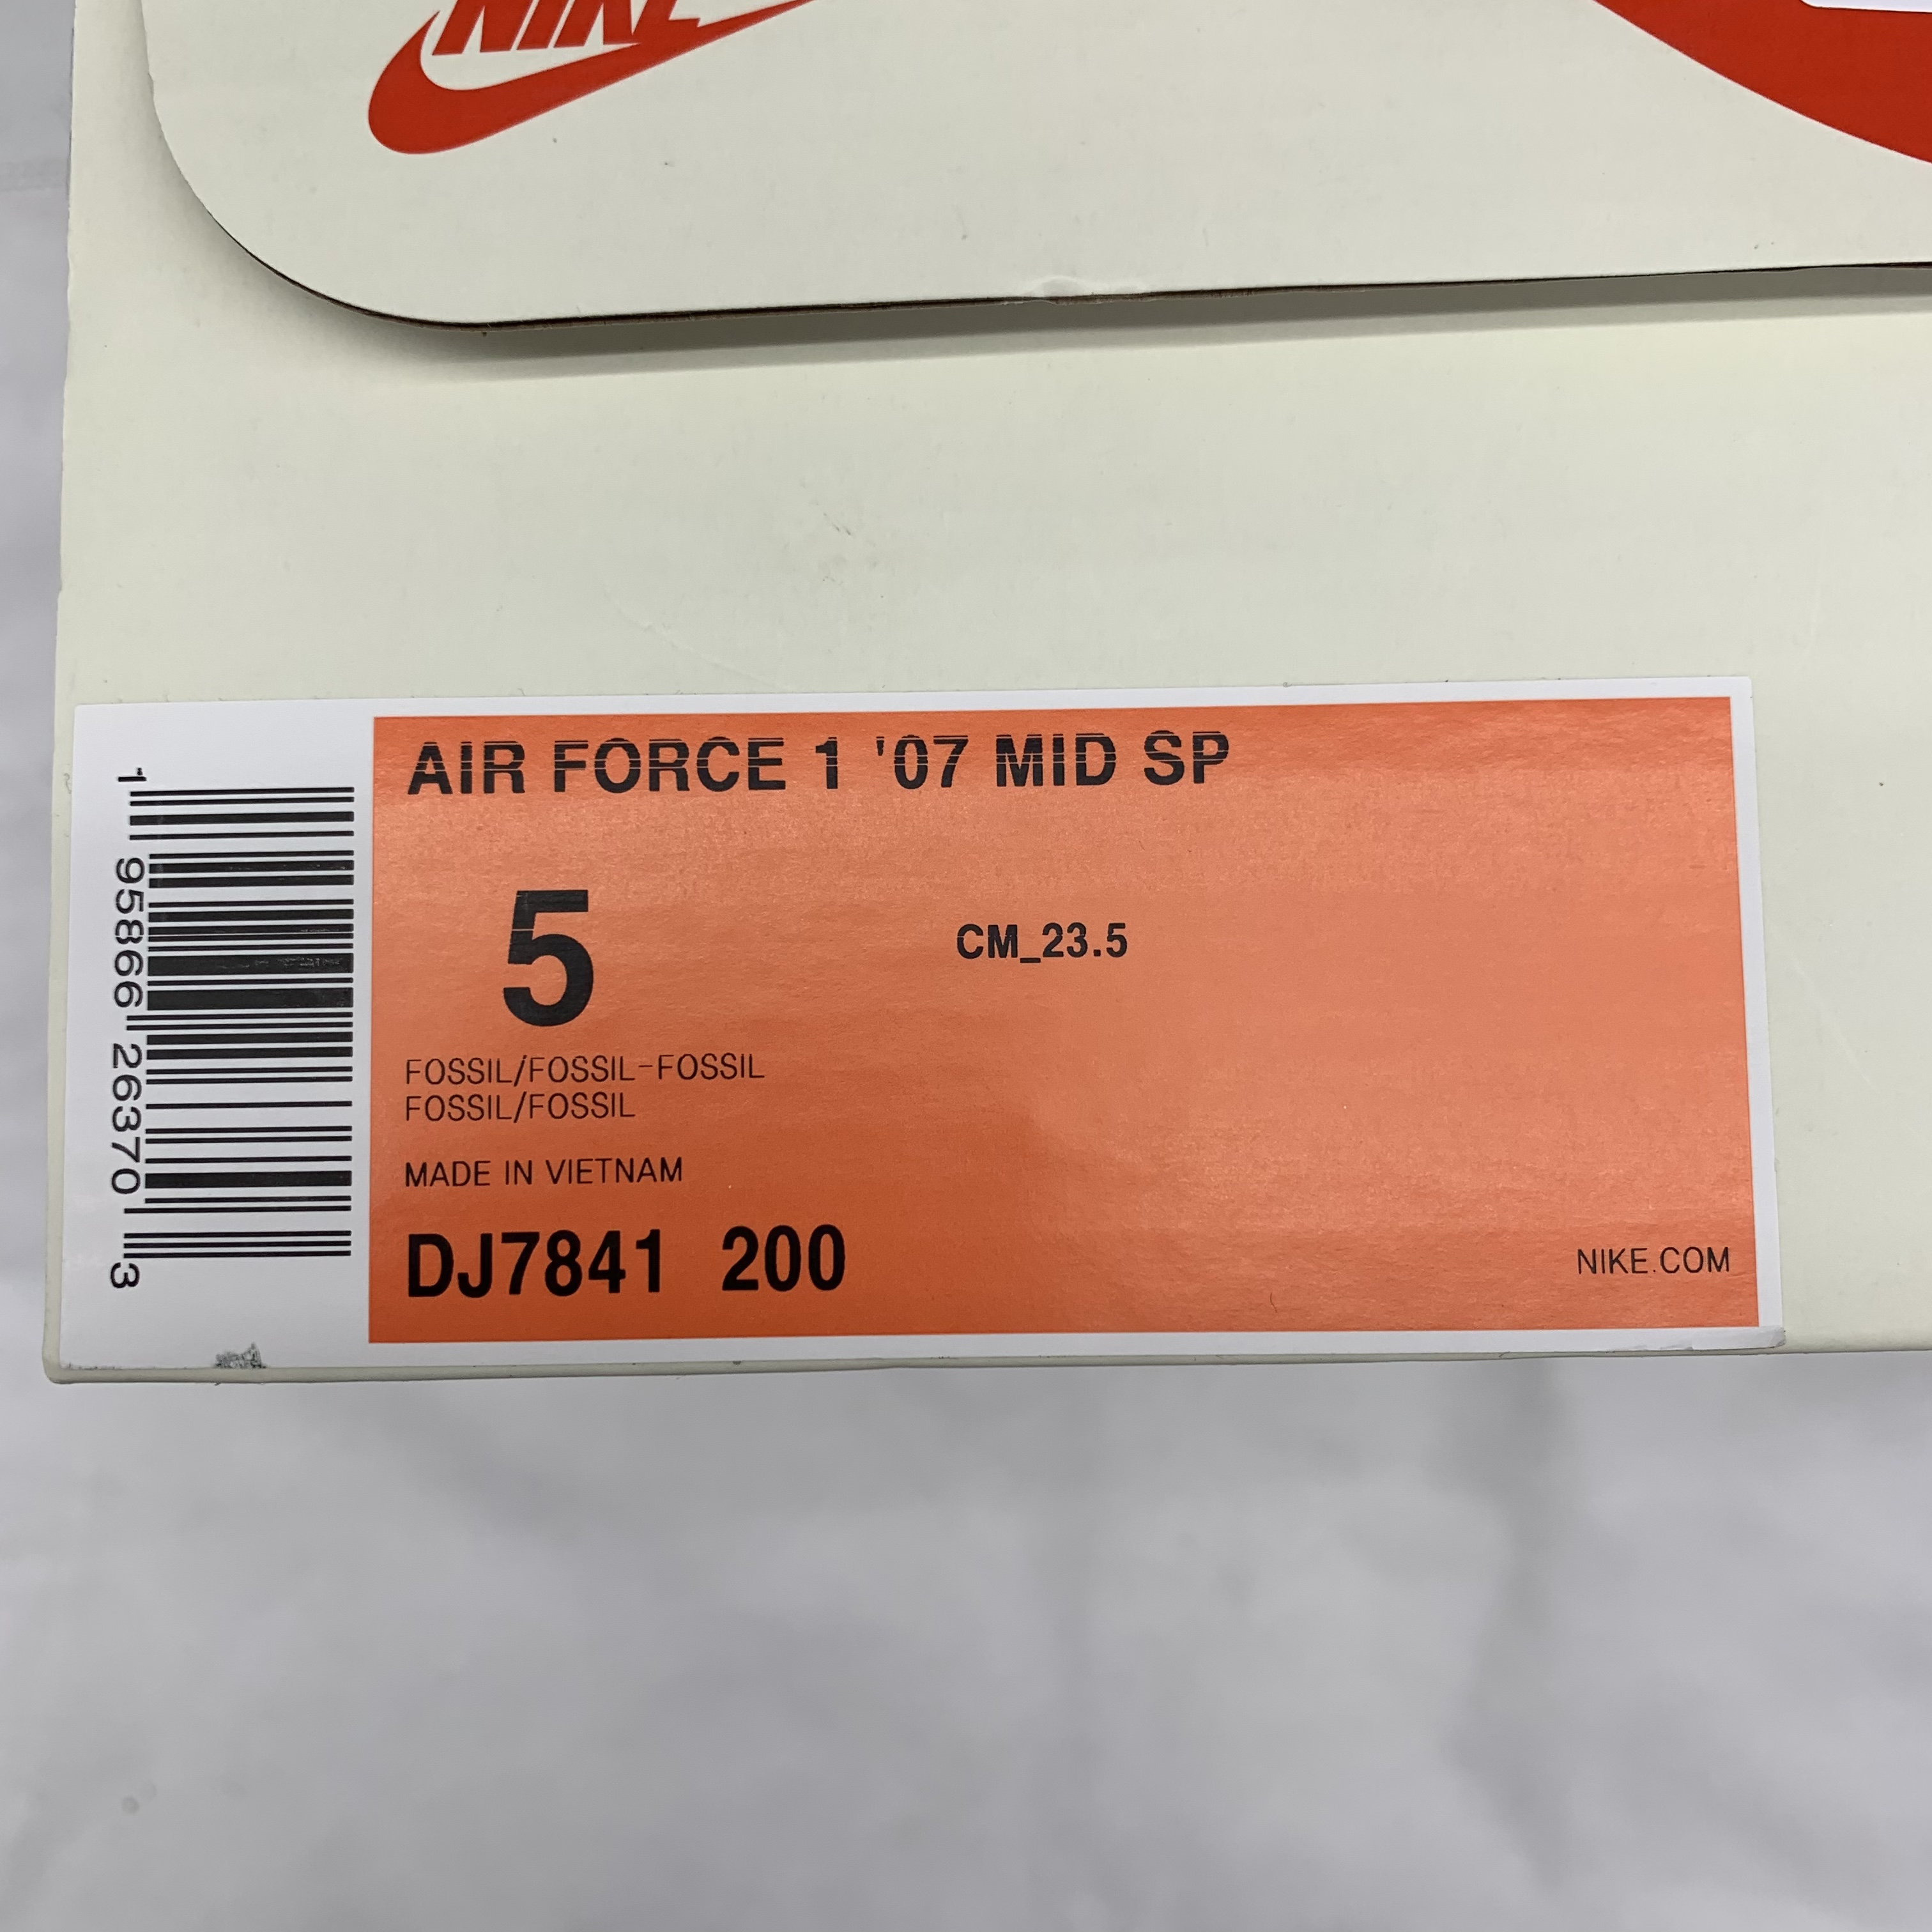 NIKE
AIR FORCE 1 '07 MID SP
5
CM_23.5
FOSSIL/FOSSIL-FOSSIL
FOSSIL/FOSSIL
MADE IN VIETNAM
DJ7841 200
NIKE.COM
1 95866 26370 3